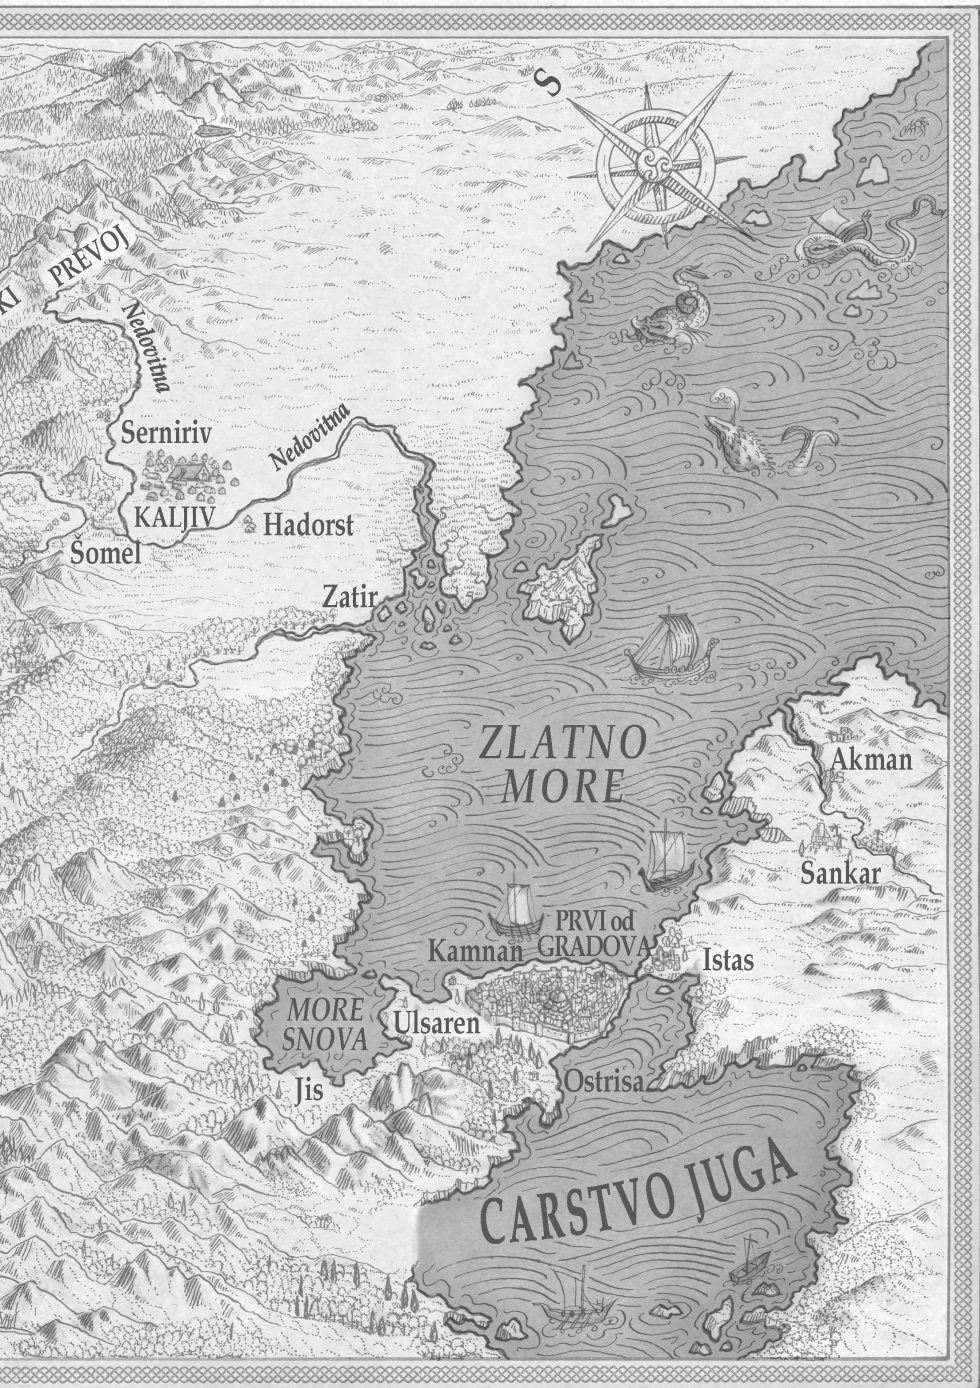 S
KI PREVOJ
Nedovitna
Serniriv
Nedovitna
KALJIV
Hadorst
Šomel
Zatir
ZLATNO
MORE
Akman
Sankar
PRVI od
GRADOVA
Kamnan
Istas
MORE
SNOVA
Ulsaren
Ostrisa
Jis
CARSTVO JUGA